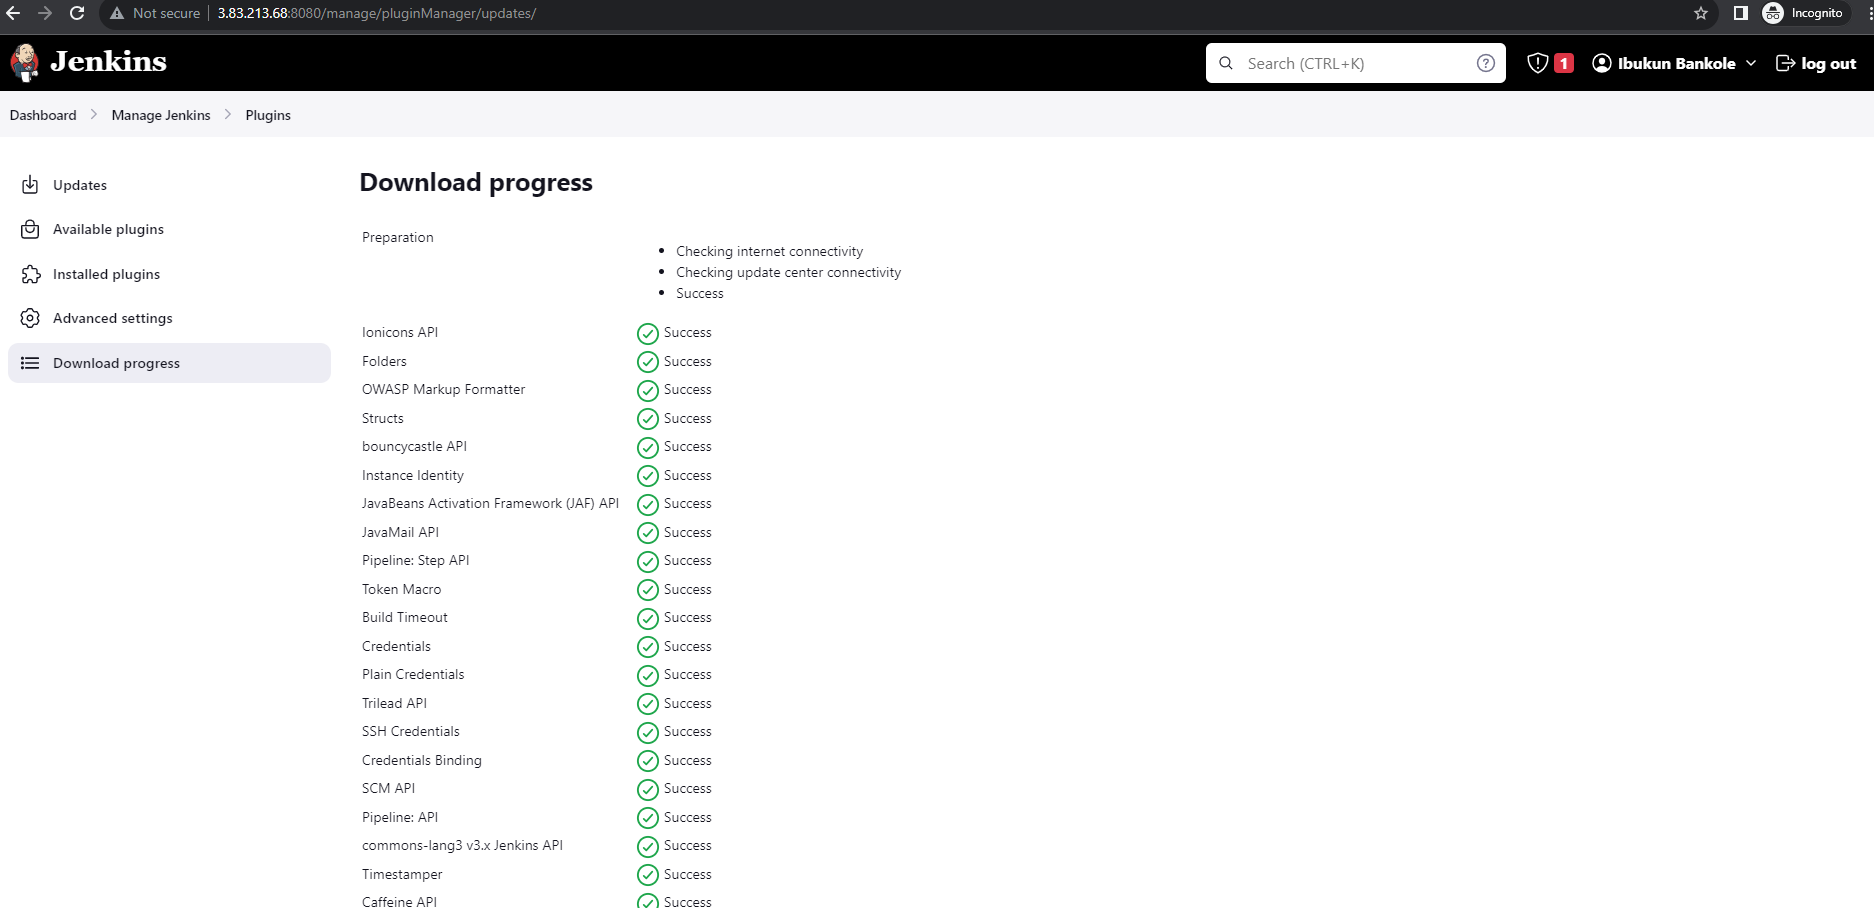 Not secure 3.83.213.68:8080/manage/pluginManager/updates/ Incognito
Jenkins Search (CTRL+K) ? 1 Ibukun Bankole log out
Dashboard Manage Jenkins Plugins
Updates
Available plugins
Installed plugins
Advanced settings
Download progress
Download progress
Preparation
Checking internet connectivity
Checking update center connectivity
Success
Ionicons API Success
Folders Success
OWASP Markup Formatter Success
Structs Success
bouncycastle API Success
Instance Identity Success
JavaBeans Activation Framework (JAF) API Success
JavaMail API Success
Pipeline: Step API Success
Token Macro Success
Build Timeout Success
Credentials Success
Plain Credentials Success
Trilead API Success
SSH Credentials Success
Credentials Binding Success
SCM API Success
Pipeline: API Success
commons-lang3 v3.x Jenkins API Success
Timestamper Success
Caffeine API Success